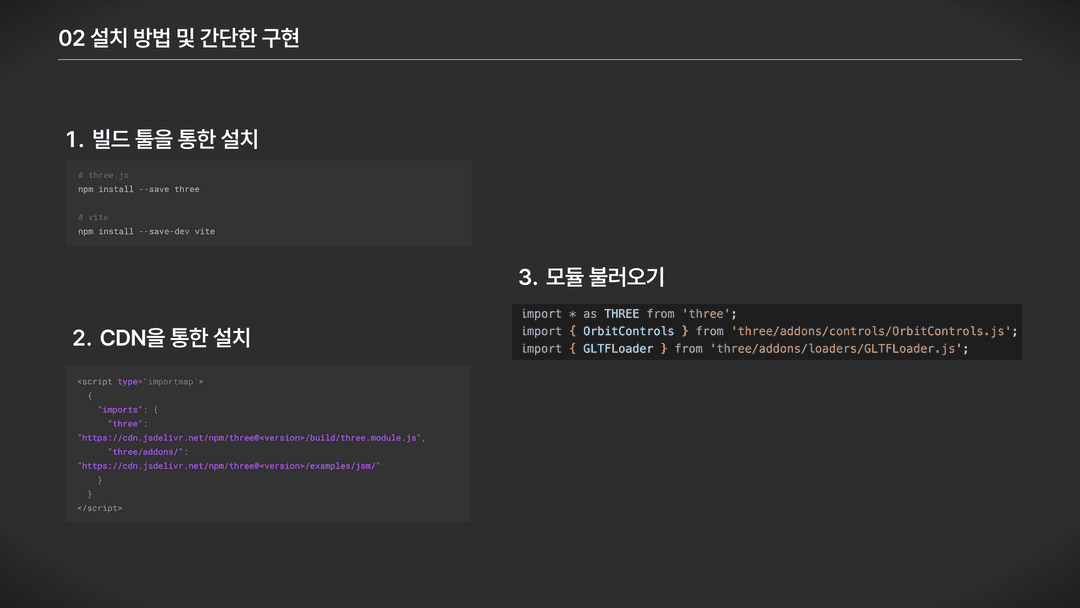 02 설치 방법 및 간단한 구현
1. 빌드 툴을 통한 설치
# three.js
npm install --save three
# vite
npm install --save-dev vite
2. CDN을 통한 설치
<script type="importmap">
{
"imports": {
"three":
"https://cdn.jsdelivr.net/npm/three@<version>/build/three.module.js",
"three/addons/":
"https://cdn.jsdelivr.net/npm/three@<version>/examples/jsm/"
}
}
</script>
3. 모듈 불러오기
import * as THREE from 'three';
import { OrbitControls } from 'three/addons/controls/OrbitControls.js';
import { GLTFLoader } from 'three/addons/loaders/GLTFLoader.js';